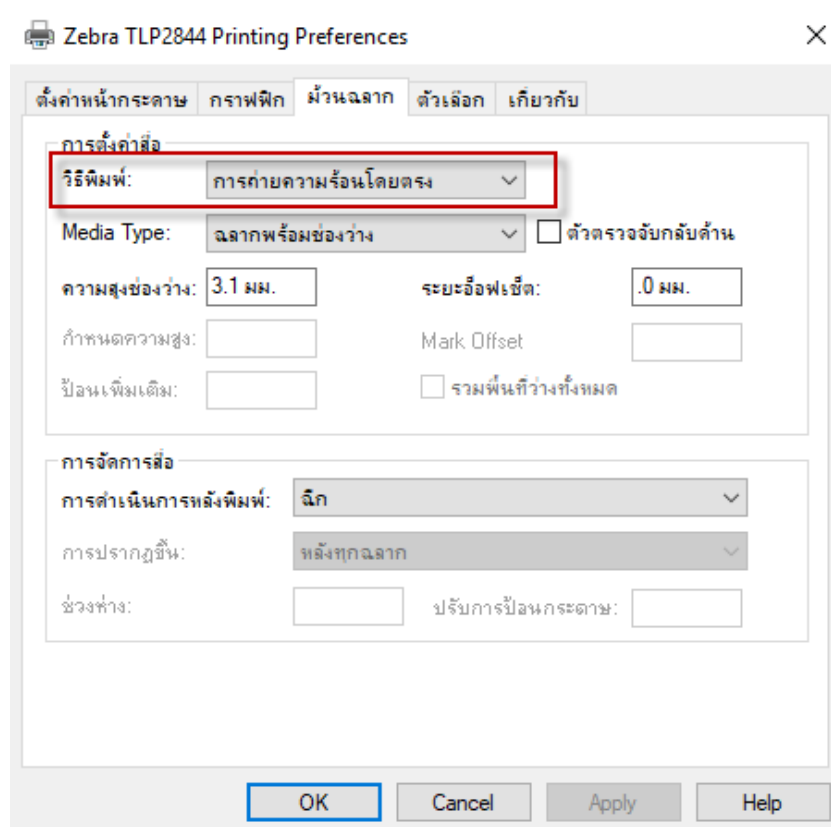 Zebra TLP2844 Printing Preferences
ตั้งค่าหน้ากระดาษ กราฟฟิก ม้วนฉลาก ตัวเลือก เกี่ยวกับ
การตั้งค่าสื่อ
วิธีพิมพ์: การถ่ายความร้อนโดยตรง
Media Type: ฉลากพร้อมช่องว่าง ตัวตรวจจับกลับด้าน
ความสูงช่องว่าง: 3.1 มม. ระยะอ็อฟเซ็ต: .0 มม.
กำหนดความสูง: Mark Offset
ป้อนเพิ่มเติม: รวมพื้นที่ว่างทั้งหมด
การจัดการสื่อ
การดำเนินการหลังพิมพ์: ฉีก
การปรากฏขึ้น: หลังทุกฉลาก
ช่วงห่าง: ปรับการป้อนกระดาษ:
OK Cancel Apply Help